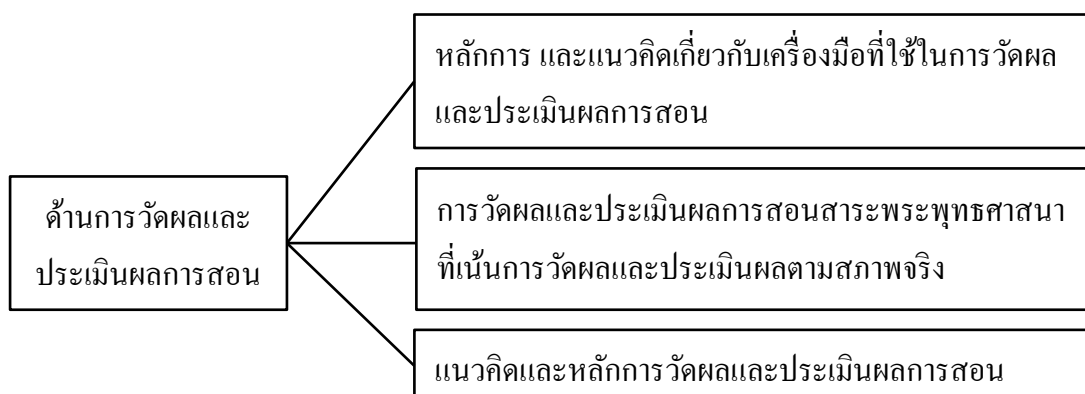 หลักการ และแนวคิดเกี่ยวกับเครื่องมือที่ใช้ในการวัดผล
และประเมินผลการสอน
ด้านการวัดผลและ
ประเมินผลการสอน
การวัดผลและประเมินผลการสอนสาระพระพุทธศาสนา
ที่เน้นการวัดผลและประเมินผลตามสภาพจริง
แนวคิดและหลักการวัดผลและประเมินผลการสอน